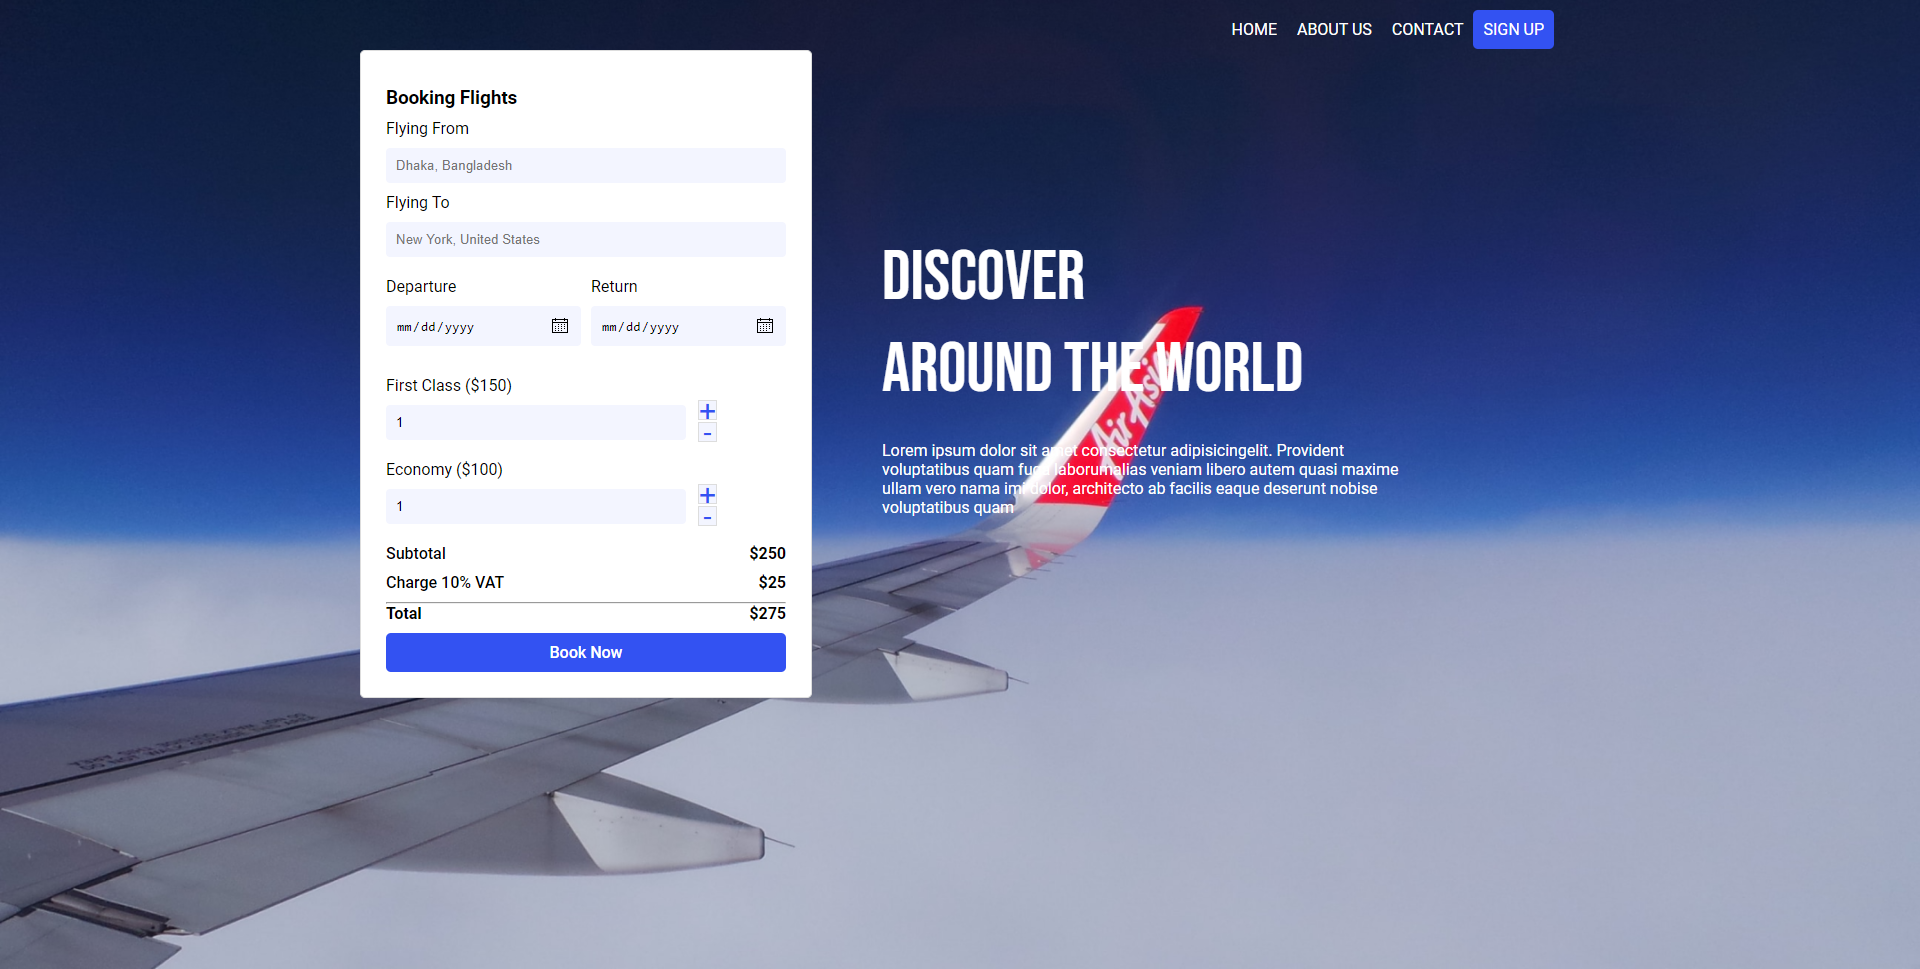 HOME ABOUT US CONTACT SIGN UP
Booking Flights
Flying From
Dhaka, Bangladesh
Flying To
New York, United States
Departure Return
mm/dd/yyyy mm/dd/yyyy
First Class ($150)
1
+
-
Economy ($100)
1
+
-
Subtotal $250
Charge 10% VAT $25
Total $275
Book Now
DISCOVER
AROUND THE WORLD
AirAsia
Lorem ipsum dolor sit amet consectetur adipisicingelit. Provident
voluptatibus quam fuga laborumalias veniam libero autem quasi maxime
ullam vero nama imi dolor, architecto ab facilis eaque deserunt nobise
voluptatibus quam